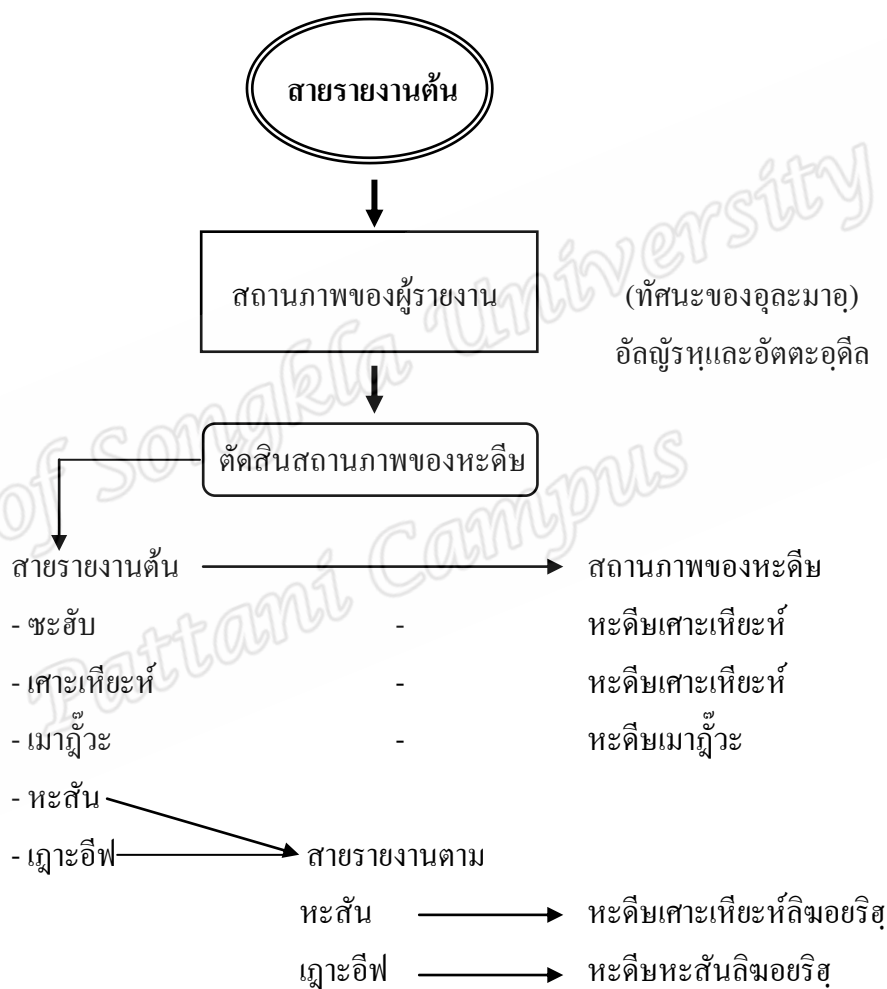 สายรายงานต้น
สถานภาพของผู้รายงาน (ทัศนะของอุละมาอฺ)
อัลญัรหฺและอัตตะอฺดีล
ตัดสินสถานภาพของหะดีษ
สายรายงานต้น สถานภาพของหะดีษ
- ซะฮับ - หะดีษเศาะเหียะห์
- เศาะเหียะห์ - หะดีษเศาะเหียะห์
- เมาฎั๊วะ - หะดีษเมาฎั๊วะ
- หะสัน
- เฎาะอีฟ สายรายงานตาม
หะสัน หะดีษเศาะเหียะห์ลิฆอยริฮฺ
เฎาะอีฟ หะดีษหะสันลิฆอยริฮฺ
of Songkla University
Pattani Campus